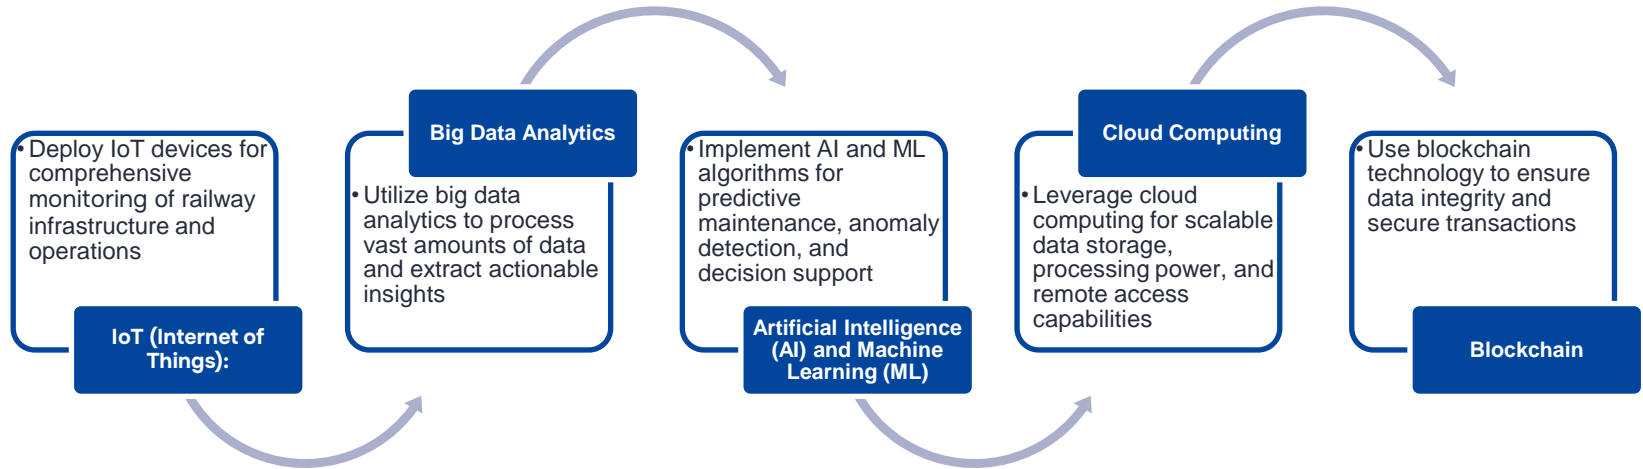 • Deploy IoT devices for
comprehensive
monitoring of railway
infrastructure and
operations
IoT (Internet of
Things):
Big Data Analytics
• Utilize big data
analytics to process
vast amounts of data
and extract actionable
insights
• Implement AI and ML
algorithms for
predictive
maintenance, anomaly
detection, and
decision support
Artificial Intelligence
(AI) and Machine
Learning (ML)
Cloud Computing
• Leverage cloud
computing for scalable
data storage,
processing power, and
remote access
capabilities
• Use blockchain
technology to ensure
data integrity and
secure transactions
Blockchain